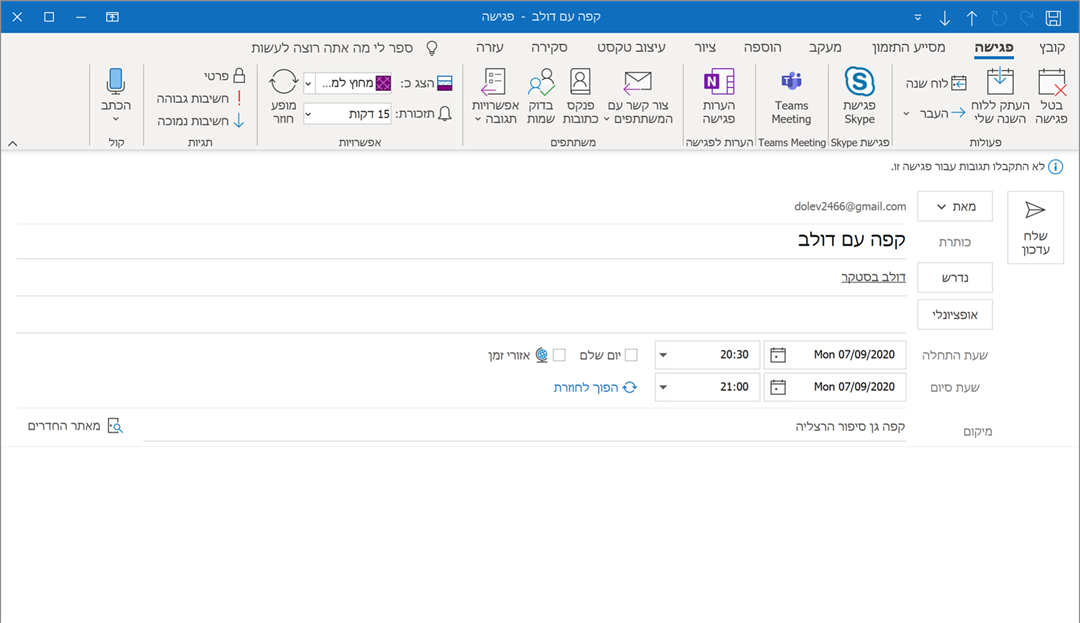 קפה עם דולב - פגישה
קובץ פגישה מסייע התזמון מעקב הוספה ציור עיצוב טקסט סקירה עזרה ספר לי מה אתה רוצה לעשות
בטל פגישה
העתק ללוח השנה שלי
לוח שנה
העבר
פעולות
פגישת Skype
פגישת Skype
Teams Meeting
Teams Meeting
הערות פגישה
הערות לפגישה
צור קשר עם המשתתפים
פנקס כתובות
בדוק שמות
אפשרויות תגובה
משתתפים
הצג כ: מחוץ למ...
תזכורת: 15 דקות
מופע חוזר
אפשרויות
פרטי
חשיבות גבוהה
חשיבות נמוכה
תגיות
הכתב
קול
לא התקבלו תגובות עבור פגישה זו.
שלח עדכון
מאת dolev2466@gmail.com
כותרת קפה עם דולב
נדרש דולב בסטקר
אופציונלי
שעת התחלה Mon 07/09/2020 20:30 יום שלם אזורי זמן
שעת סיום Mon 07/09/2020 21:00 הפוך לחוזרת
מיקום קפה גן סיפור הרצליה מאתר החדרים